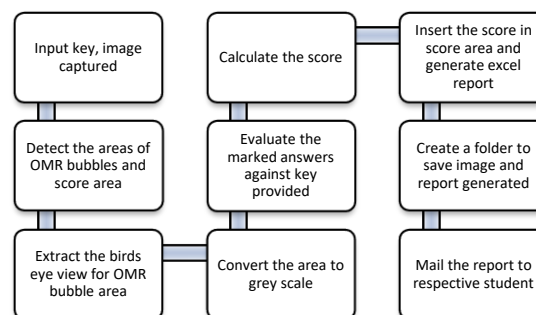 Input key, image
captured
Detect the areas of
OMR bubbles and
score area
Extract the birds
eye view for OMR
bubble area
Convert the area to
grey scale
Evaluate the
marked answers
against key
provided
Calculate the score
Insert the score in
score area and
generate excel
report
Create a folder to
save image and
report generated
Mail the report to
respective student